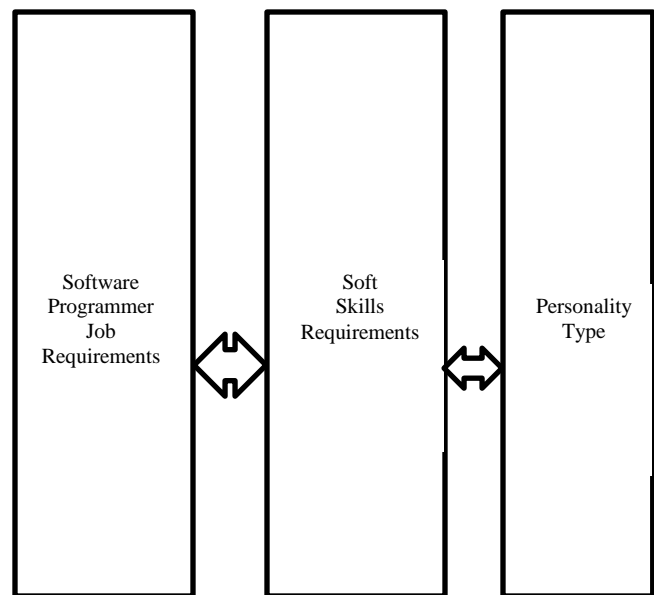 Software
Programmer
Job
Requirements
Soft
Skills
Requirements
Personality
Type